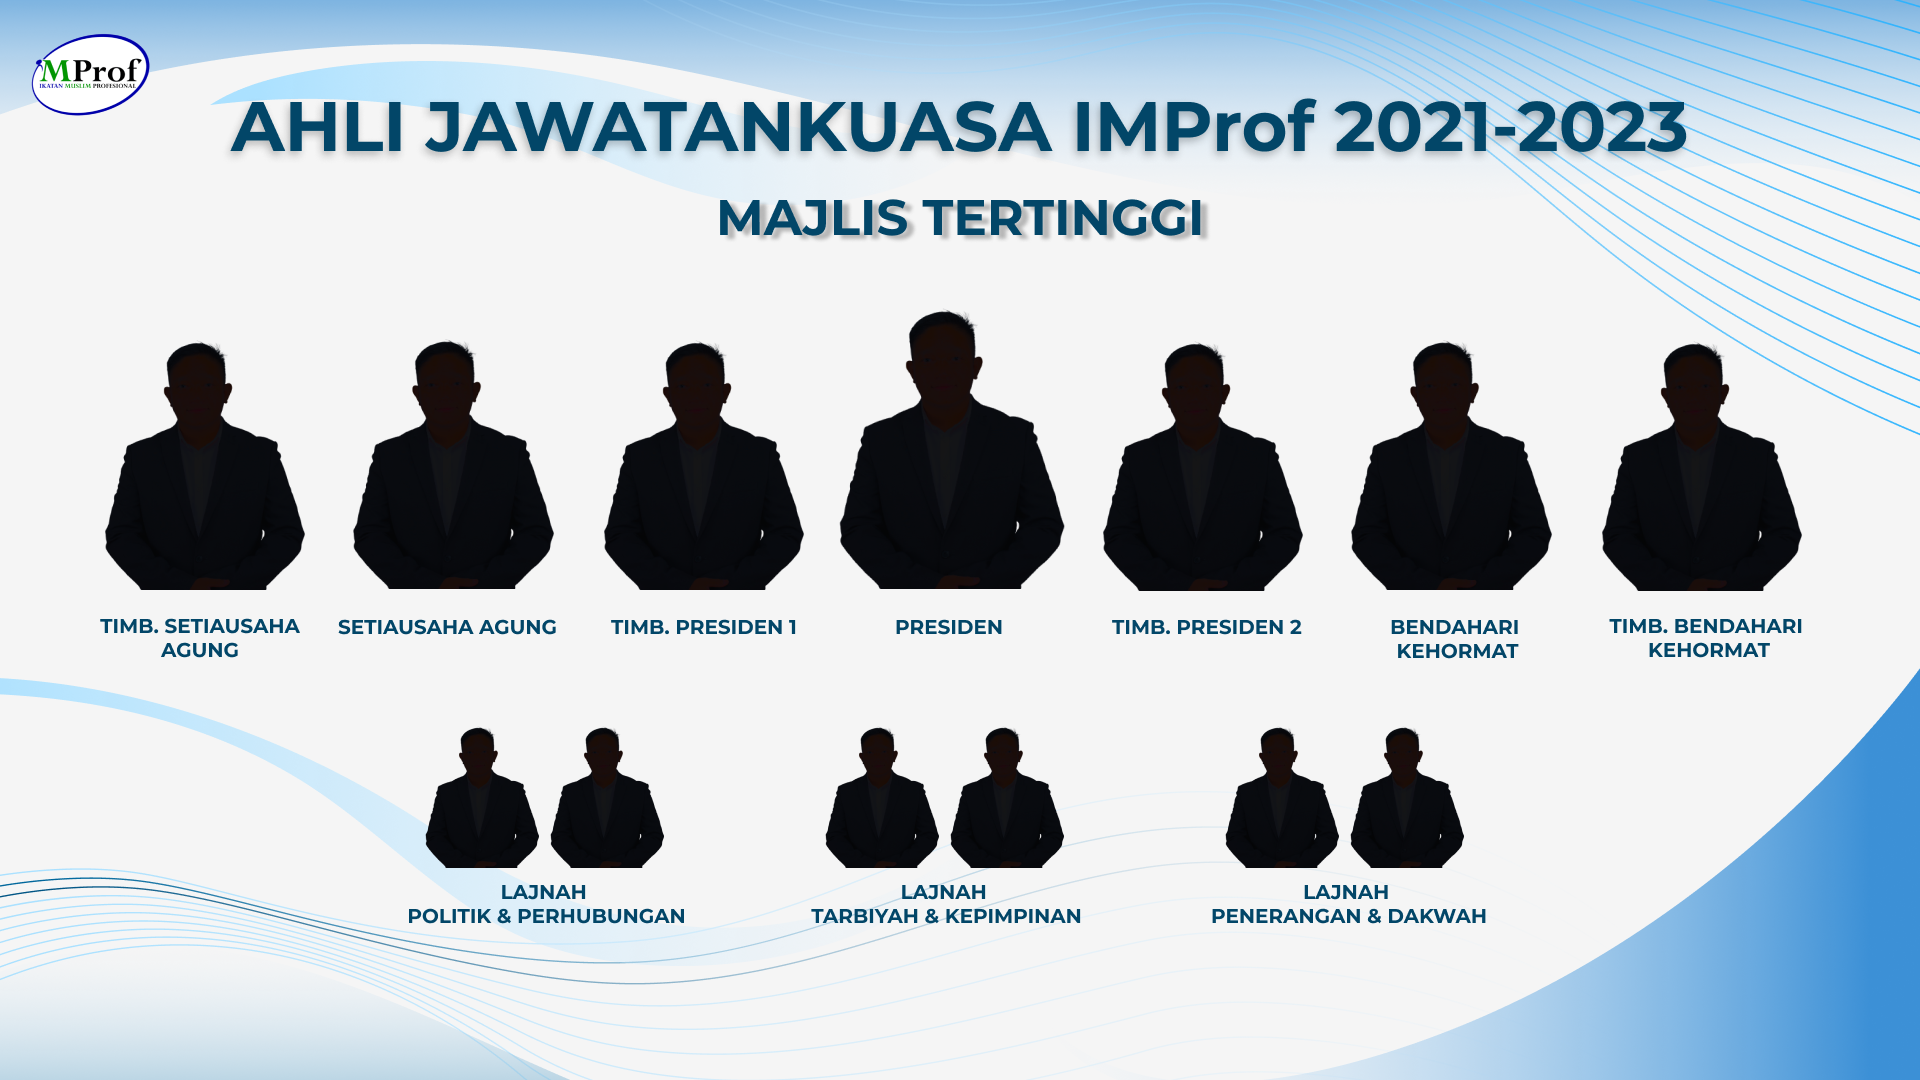 MProf
IKATAN MUSLIM PROFESIONAL
AHLI JAWATANKUASA IMProf 2021-2023
MAJLIS TERTINGGI
TIMB. SETIAUSAHA
AGUNG
SETIAUSAHA AGUNG
TIMB. PRESIDEN 1
PRESIDEN
TIMB. PRESIDEN 2
BENDAHARI
KEHORMAT
TIMB. BENDAHARI
KEHORMAT
LAJNAH
POLITIK & PERHUBUNGAN
LAJNAH
TARBIYAH & KEPIMPINAN
LAJNAH
PENERANGAN & DAKWAH